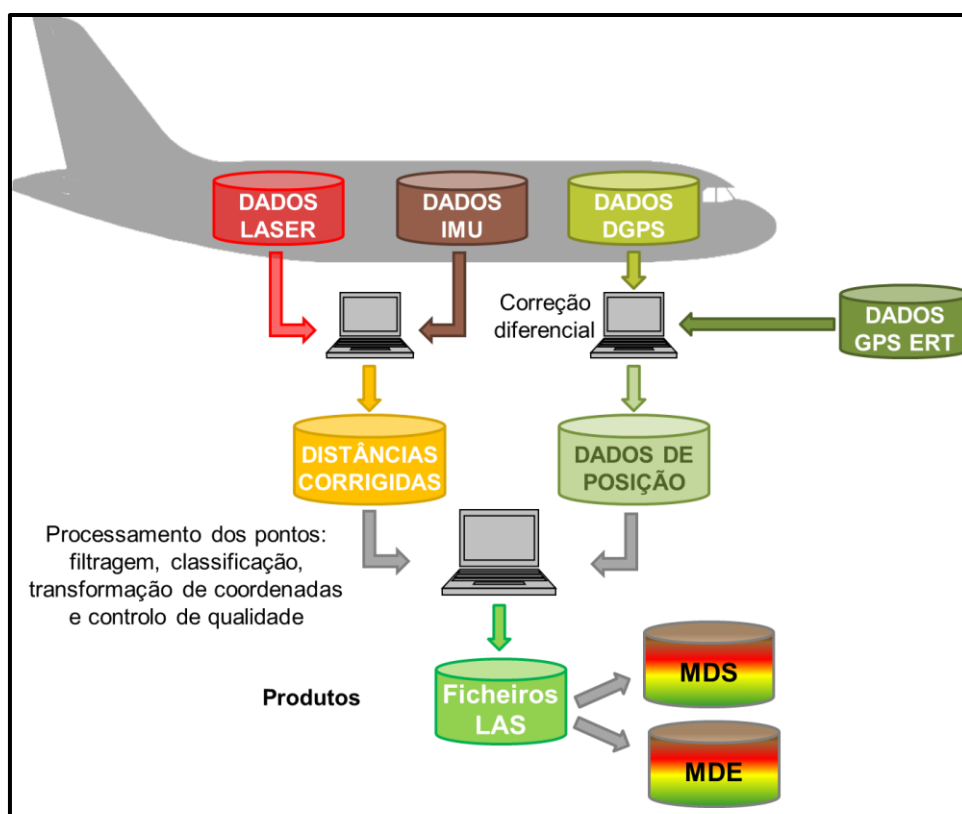 DADOS
LASER
DADOS
IMU
DADOS
DGPS
Correção
diferencial
DADOS
GPS ERT
DISTÂNCIAS
CORRIGIDAS
DADOS DE
POSIÇÃO
Processamento dos pontos:
filtragem, classificação,
transformação de coordenadas
e controlo de qualidade
Produtos
Ficheiros
LAS
MDS
MDE